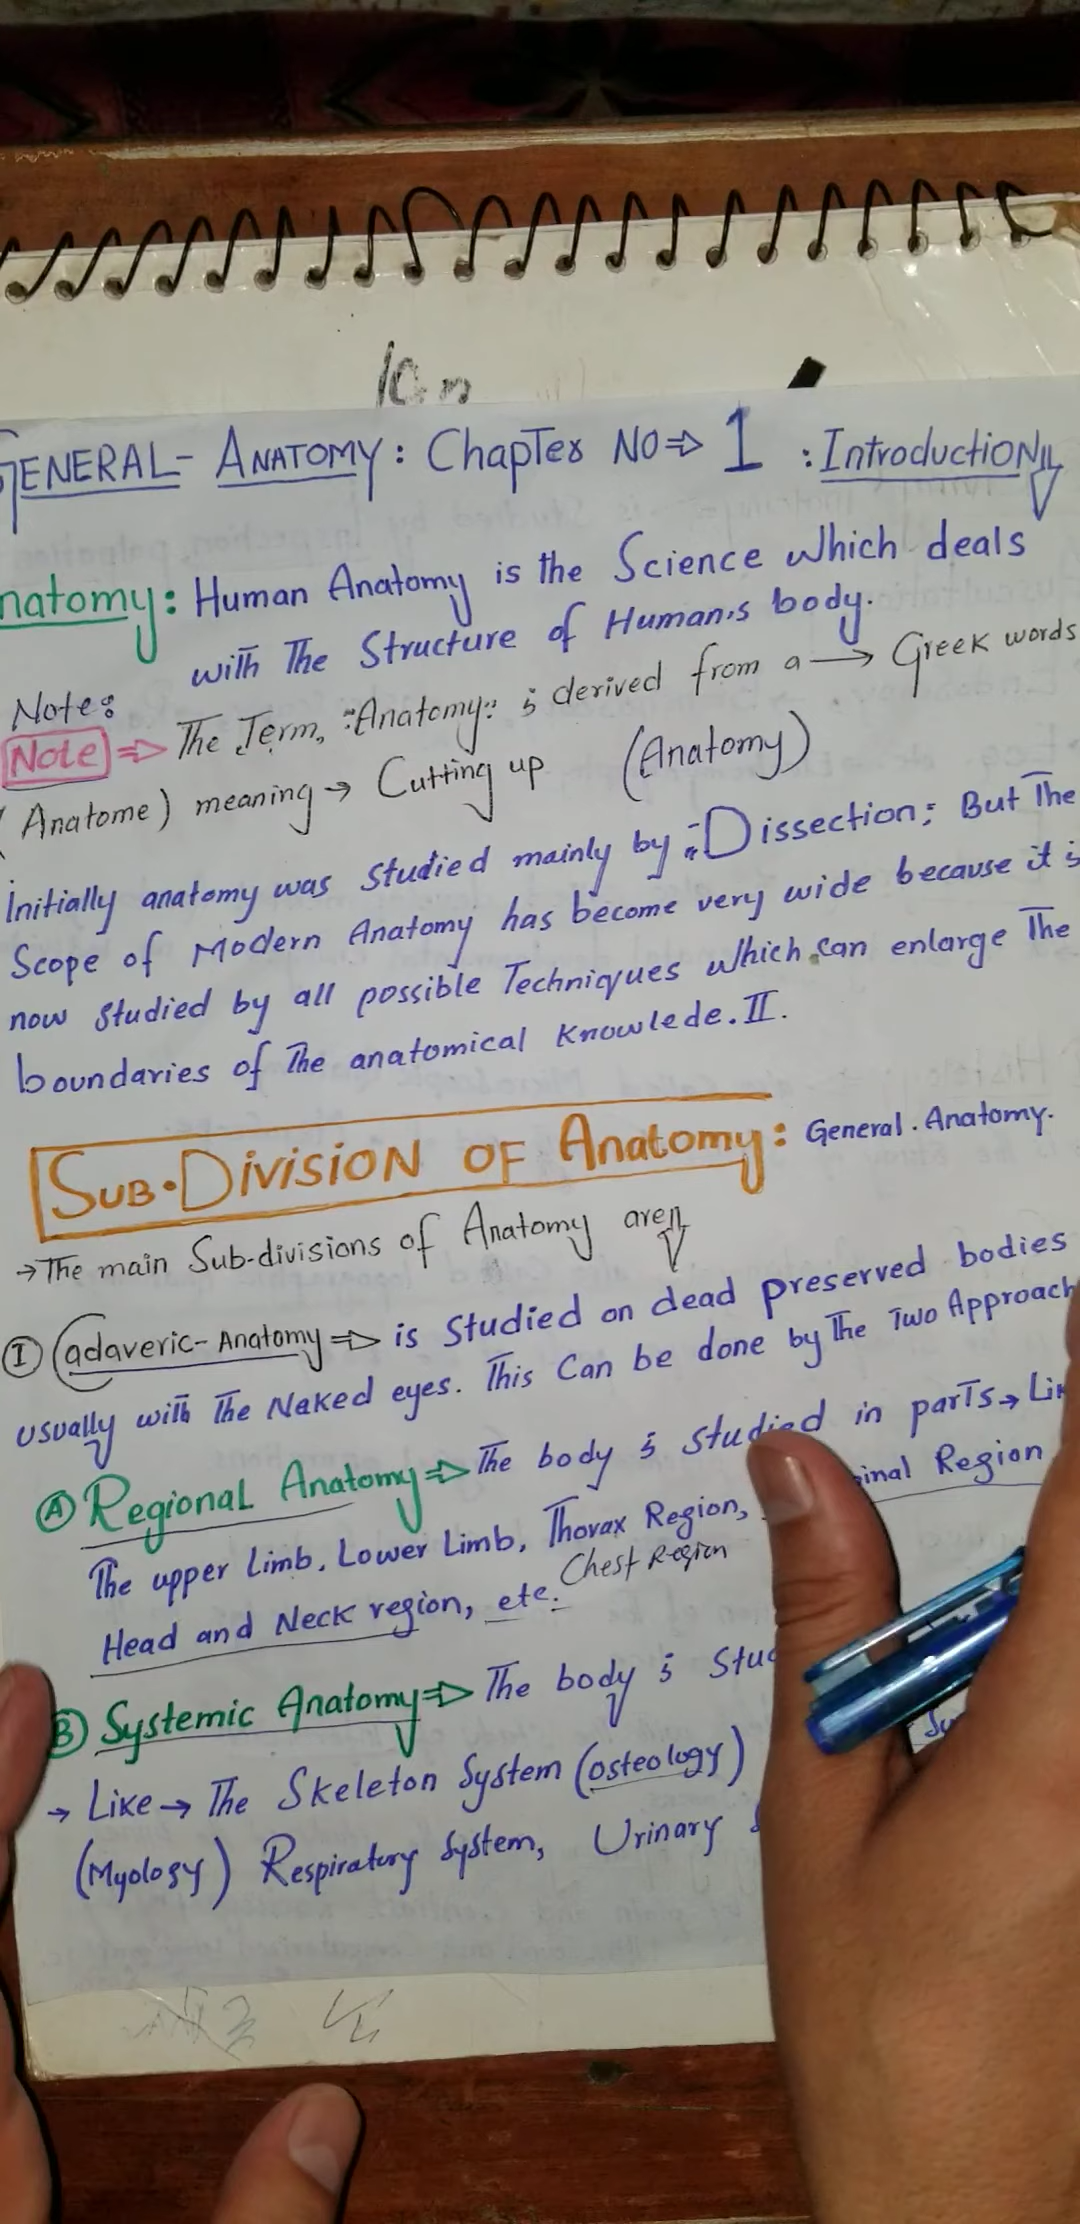 GENERAL- ANATOMY: Chapter NO⇒ 1 : Introduction
natomy: Human Anatomy is the Science which deals
with The Structure of Human,s body.
Note:
Note ⇒ The Term, "Anatomy" is derived from a → Greek words
(Anatome) meaning → Cutting up (Anatomy)
Initially anatomy was studied mainly by "Dissection; But The
Scope of Modern Anatomy has become very wide because it is
now studied by all possible Techniques which can enlarge The
boundaries of The anatomical Knowlede. II.
SUB-DIVISION OF Anatomy: General. Anatomy.
→ The main Sub-divisions of Anatomy are
I Cadaveric-Anatomy ⇒ is Studied on dead preserved bodies
usually with The Naked eyes. This Can be done by The Two Approach
A Regional Anatomy ⇒ The body is studied in parts → Lik
The upper Limb, Lower Limb, Thorax Region, inal Region
Chest Region
Head and Neck region, etc.
B Systemic Anatomy ⇒ The body is Stud
→ Like → The Skeleton System (osteology)
(Myology) Respiratory System, Urinary S